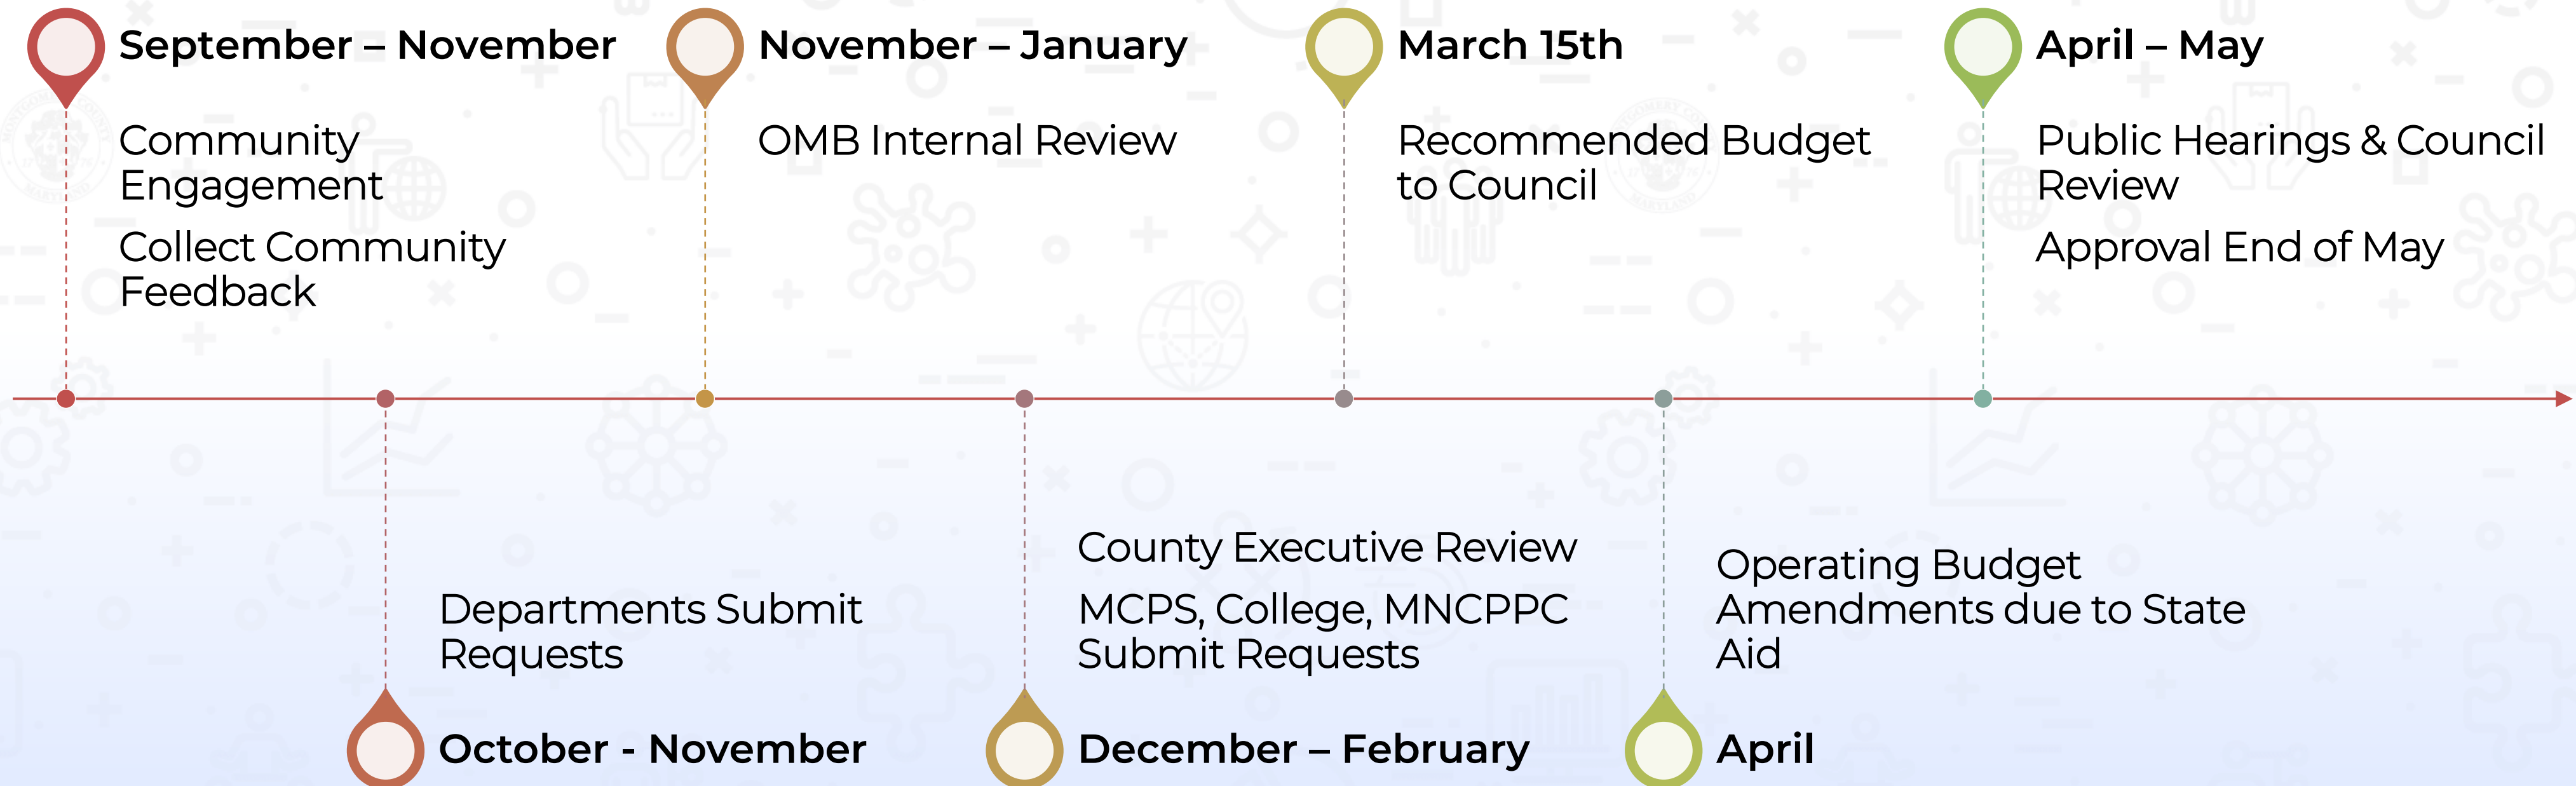 September – November
Community
Engagement
Collect Community
Feedback
October - November
Departments Submit
Requests
November – January
OMB Internal Review
December – February
County Executive Review
MCPS, College, MNCPPC
Submit Requests
March 15th
Recommended Budget
to Council
April
Operating Budget
Amendments due to State
Aid
April – May
Public Hearings & Council
Review
Approval End of May